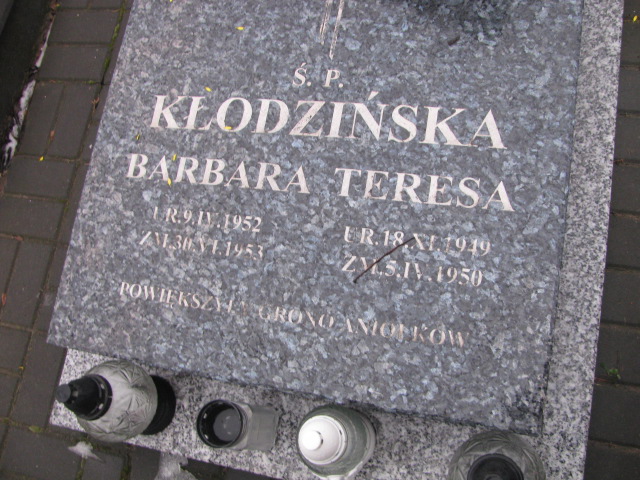 Ś. P.
KŁODZIŃSKA
BARBARA TERESA
UR.9.IV.1952 UR.18.XI.1949
ZM.30.VI.1953 ZM.5.IV.1950
POWIĘKSZYŁY GRONO ANIOŁKÓW